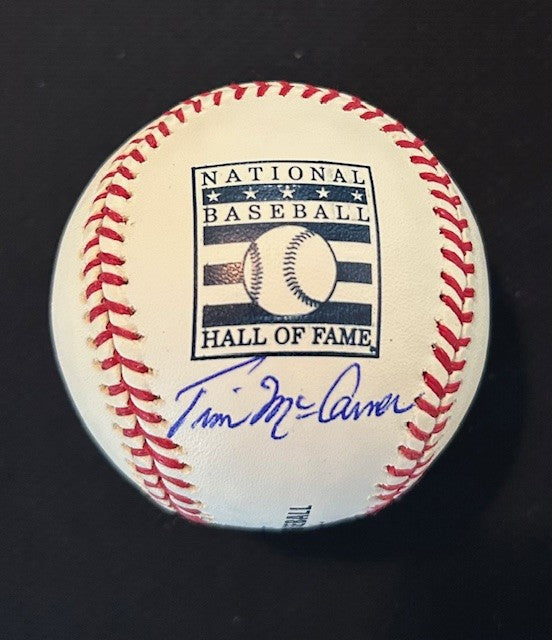 NATIONAL
BASEBALL
HALL OF FAME
Tim McCarver